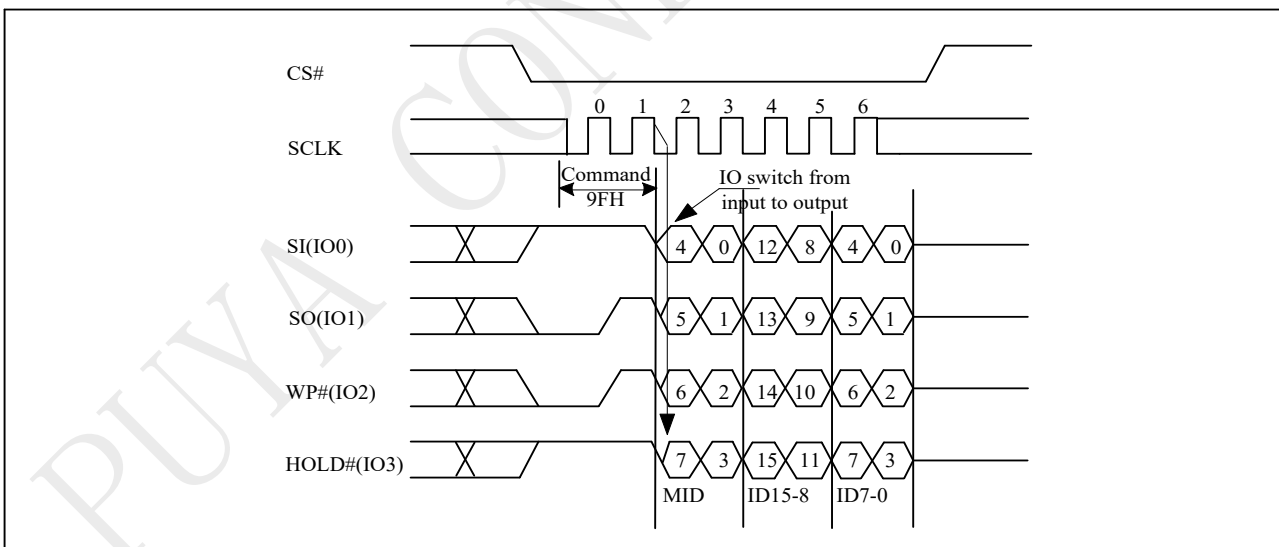 CS#
0 1 2 3 4 5 6
SCLK
Command
9FH
IO switch from
input to output
SI(IO0)
4 0 12 8 4 0
SO(IO1)
5 1 13 9 5 1
WP#(IO2)
6 2 14 10 6 2
HOLD#(IO3)
7 3 15 11 7 3
MID ID15-8 ID7-0
PUYA